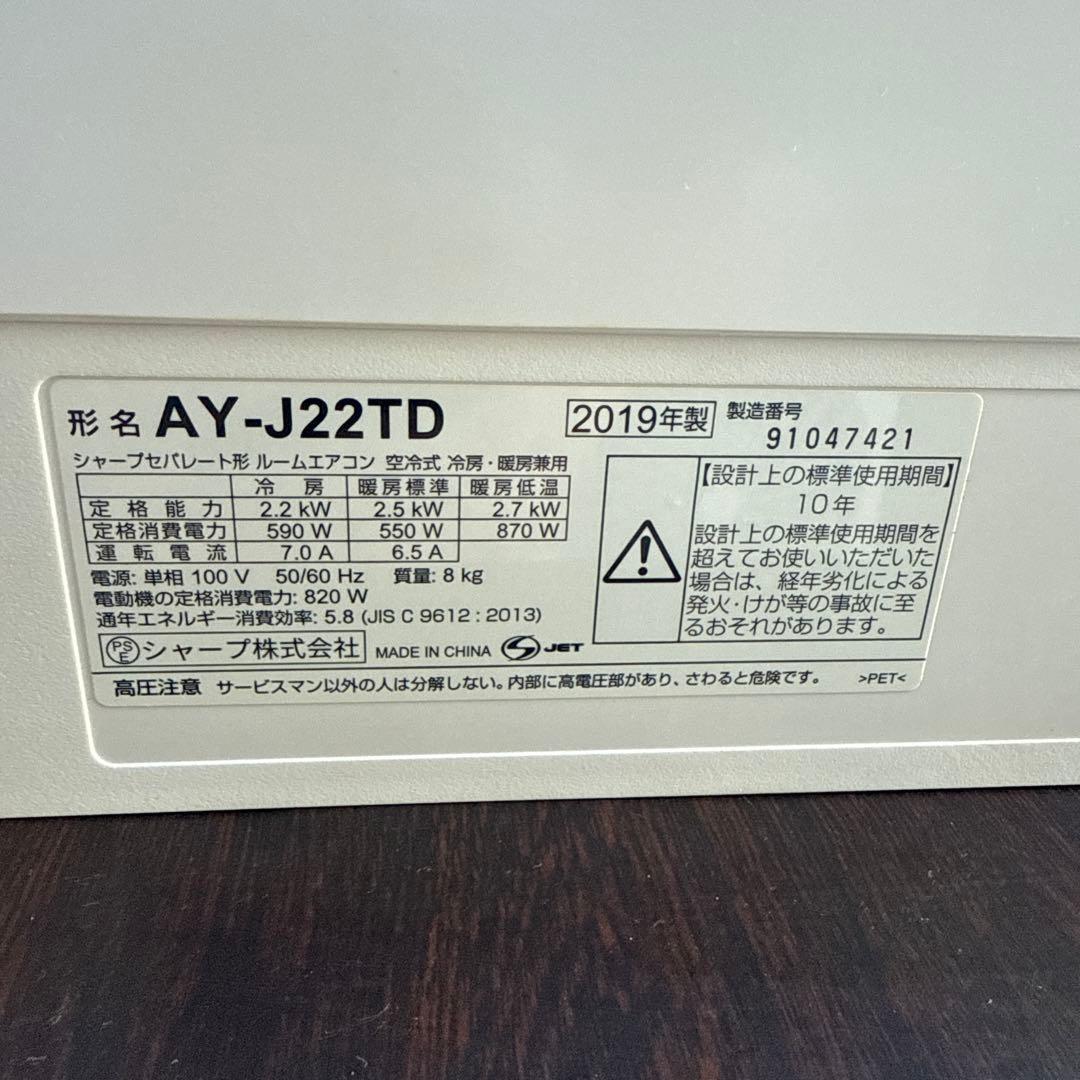 形名 AY-J22TD 2019年製 製造番号 91047421
シャープセパレート形 ルームエアコン 空冷式 冷房・暖房兼用
冷房 暖房標準 暖房低温
定格能力 2.2 kW 2.5 kW 2.7 kW
定格消費電力 590 W 550 W 870 W
運転電流 7.0 A 6.5 A
電源: 単相 100 V 50/60 Hz 質量: 8 kg
電動機の定格消費電力: 820 W
通年エネルギー消費効率: 5.8 (JIS C 9612 : 2013)
PSE シャープ株式会社 MADE IN CHINA S JET
【設計上の標準使用期間】
10年
設計上の標準使用期間を
超えてお使いいただいた
場合は、経年劣化による
発火・けが等の事故に至
るおそれがあります。
高圧注意 サービスマン以外の人は分解しない。内部に高電圧部があり、さわると危険です。 >PET<